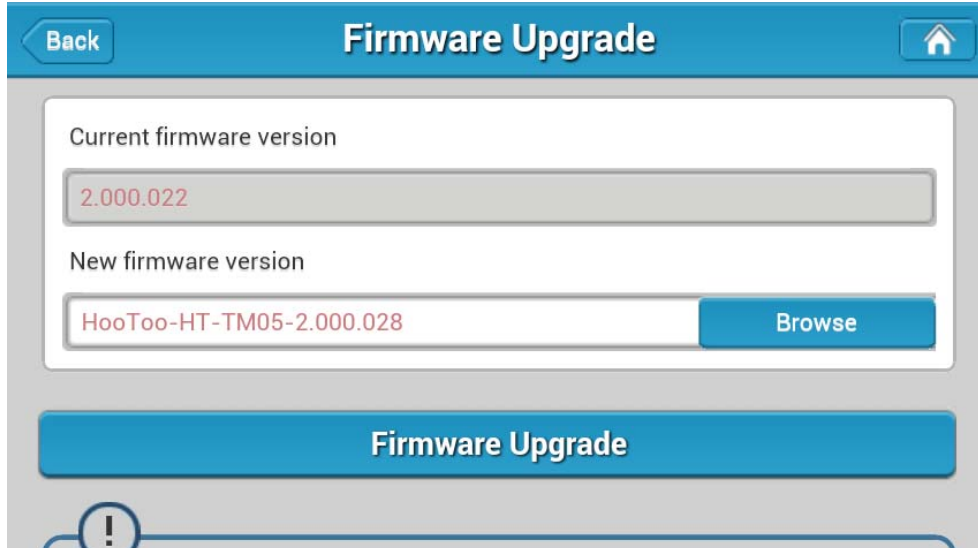 Back
Firmware Upgrade
Current firmware version
2.000.022
New firmware version
HooToo-HT-TM05-2.000.028
Browse
Firmware Upgrade
!